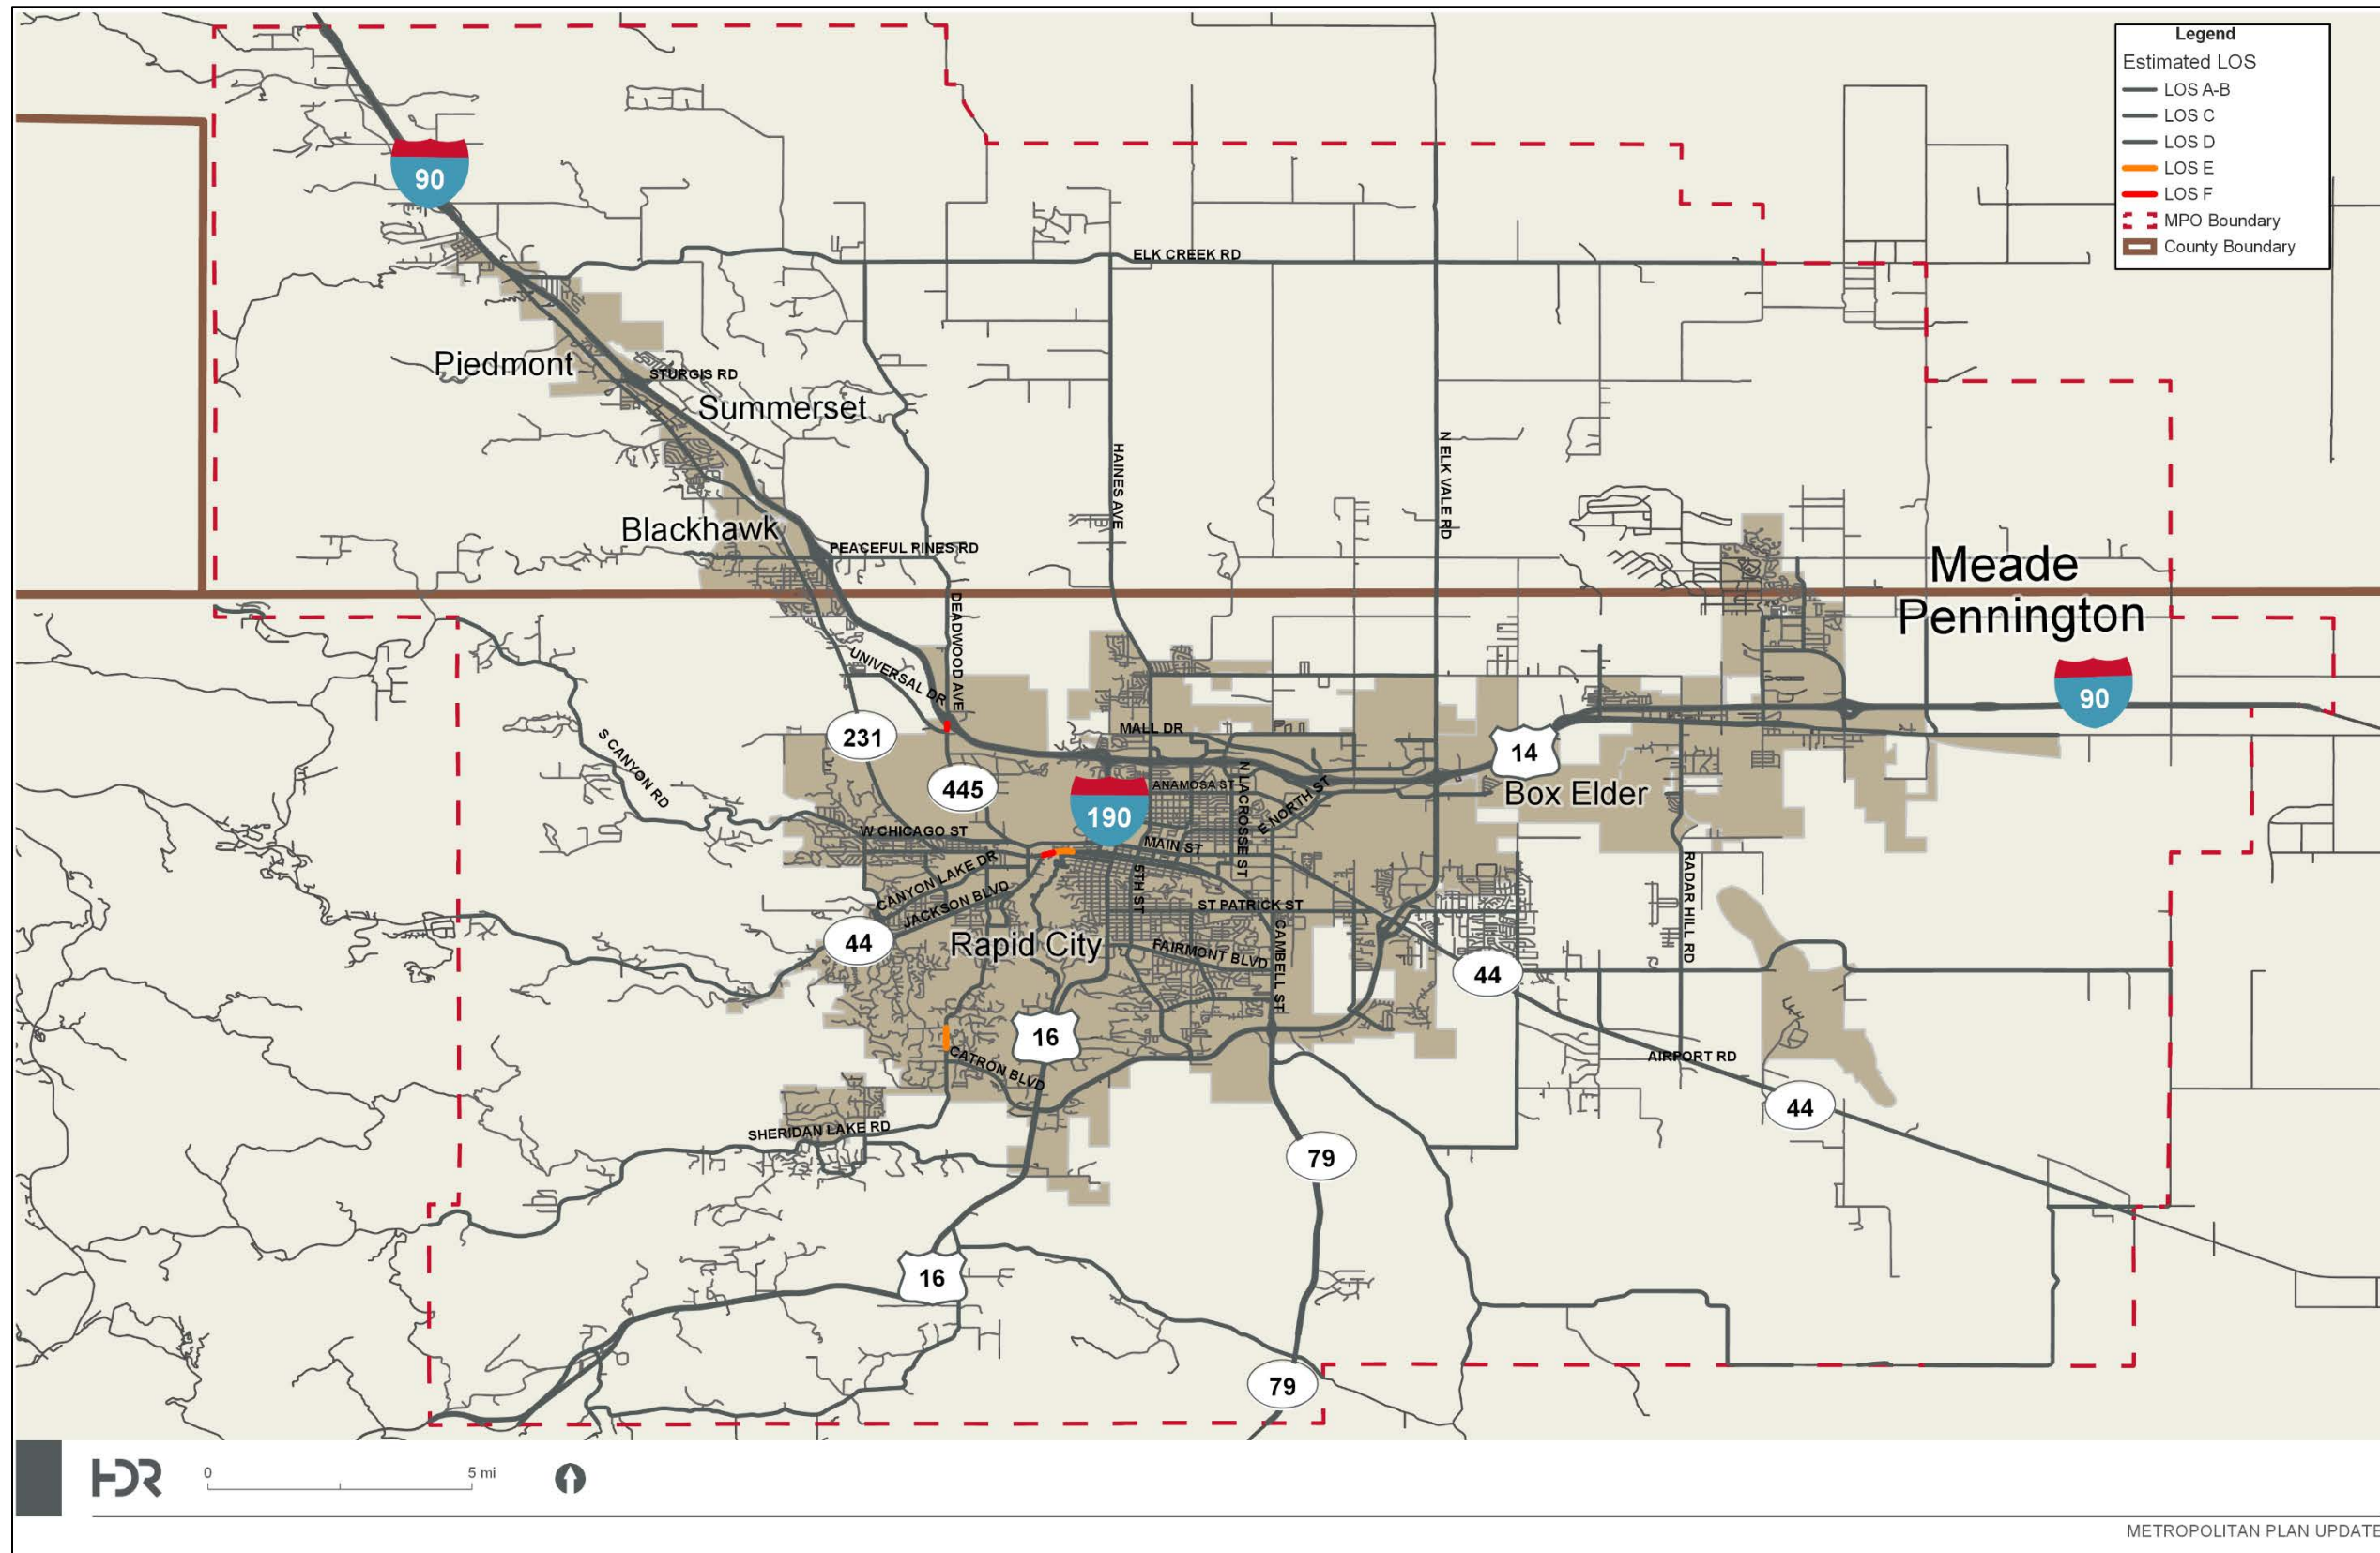 Legend
Estimated LOS
LOS A-B
LOS C
LOS D
LOS E
LOS F
MPO Boundary
County Boundary
90
ELK CREEK RD
Piedmont
STURGIS RD
Summerset
HAINES AVE
N ELK VALE RD
Blackhawk
PEACEFUL PINES RD
Meade
Pennington
DEADWOOD AVE
UNIVERSAL DR
90
231
MALL DR
14
S CANYON RD
445
ANAMOSA ST
N LACROSSE ST
E NORTH ST
Box Elder
190
W CHICAGO ST
MAIN ST
CANYON LAKE DR
JACKSON BLVD
5TH ST
RADAR HILL RD
ST PATRICK ST
44
Rapid City
FAIRMONT BLVD
CAMBELL ST
44
16
CATRON BLVD
AIRPORT RD
44
SHERIDAN LAKE RD
79
16
79
HDR
0
5 mi
METROPOLITAN PLAN UPDATE